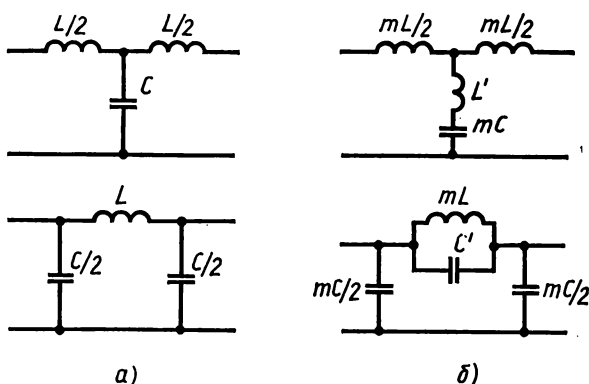 L/2 L/2
C
mL/2 mL/2
L'
mC
L
C/2 C/2
mL
C'
mC/2 mC/2
а) б)